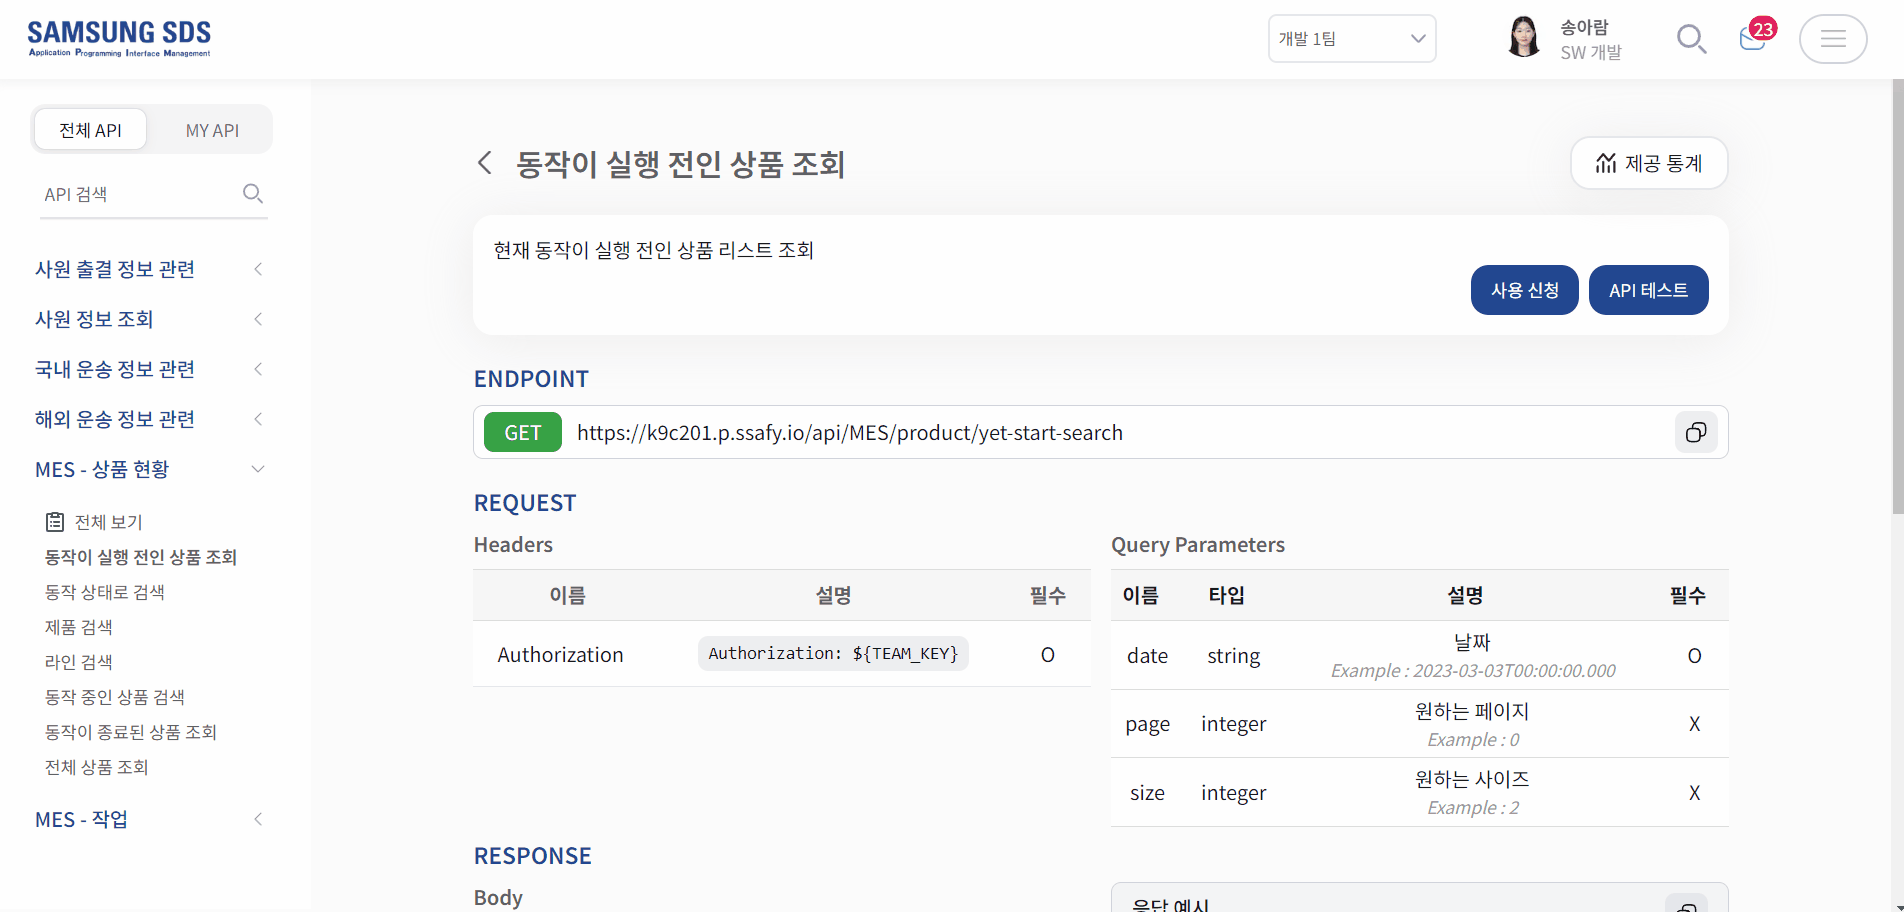 SAMSUNG SDS
Application Programming Interface Management
개발 1팀
송아람
SW 개발
23
전체 API
MY API
API 검색
사원 출결 정보 관련
사원 정보 조회
국내 운송 정보 관련
해외 운송 정보 관련
MES - 상품 현황
전체 보기
동작이 실행 전인 상품 조회
동작 상태로 검색
제품 검색
라인 검색
동작 중인 상품 검색
동작이 종료된 상품 조회
전체 상품 조회
MES - 작업
동작이 실행 전인 상품 조회
제공 통계
현재 동작이 실행 전인 상품 리스트 조회
사용 신청
API 테스트
ENDPOINT
GET
https://k9c201.p.ssafy.io/api/MES/product/yet-start-search
REQUEST
Headers
이름 설명 필수
Authorization Authorization: ${TEAM_KEY} O
Query Parameters
이름 타입 설명 필수
date string 날짜 O
Example : 2023-03-03T00:00:00.000
page integer 원하는 페이지 X
Example : 0
size integer 원하는 사이즈 X
Example : 2
RESPONSE
Body
응답 예시